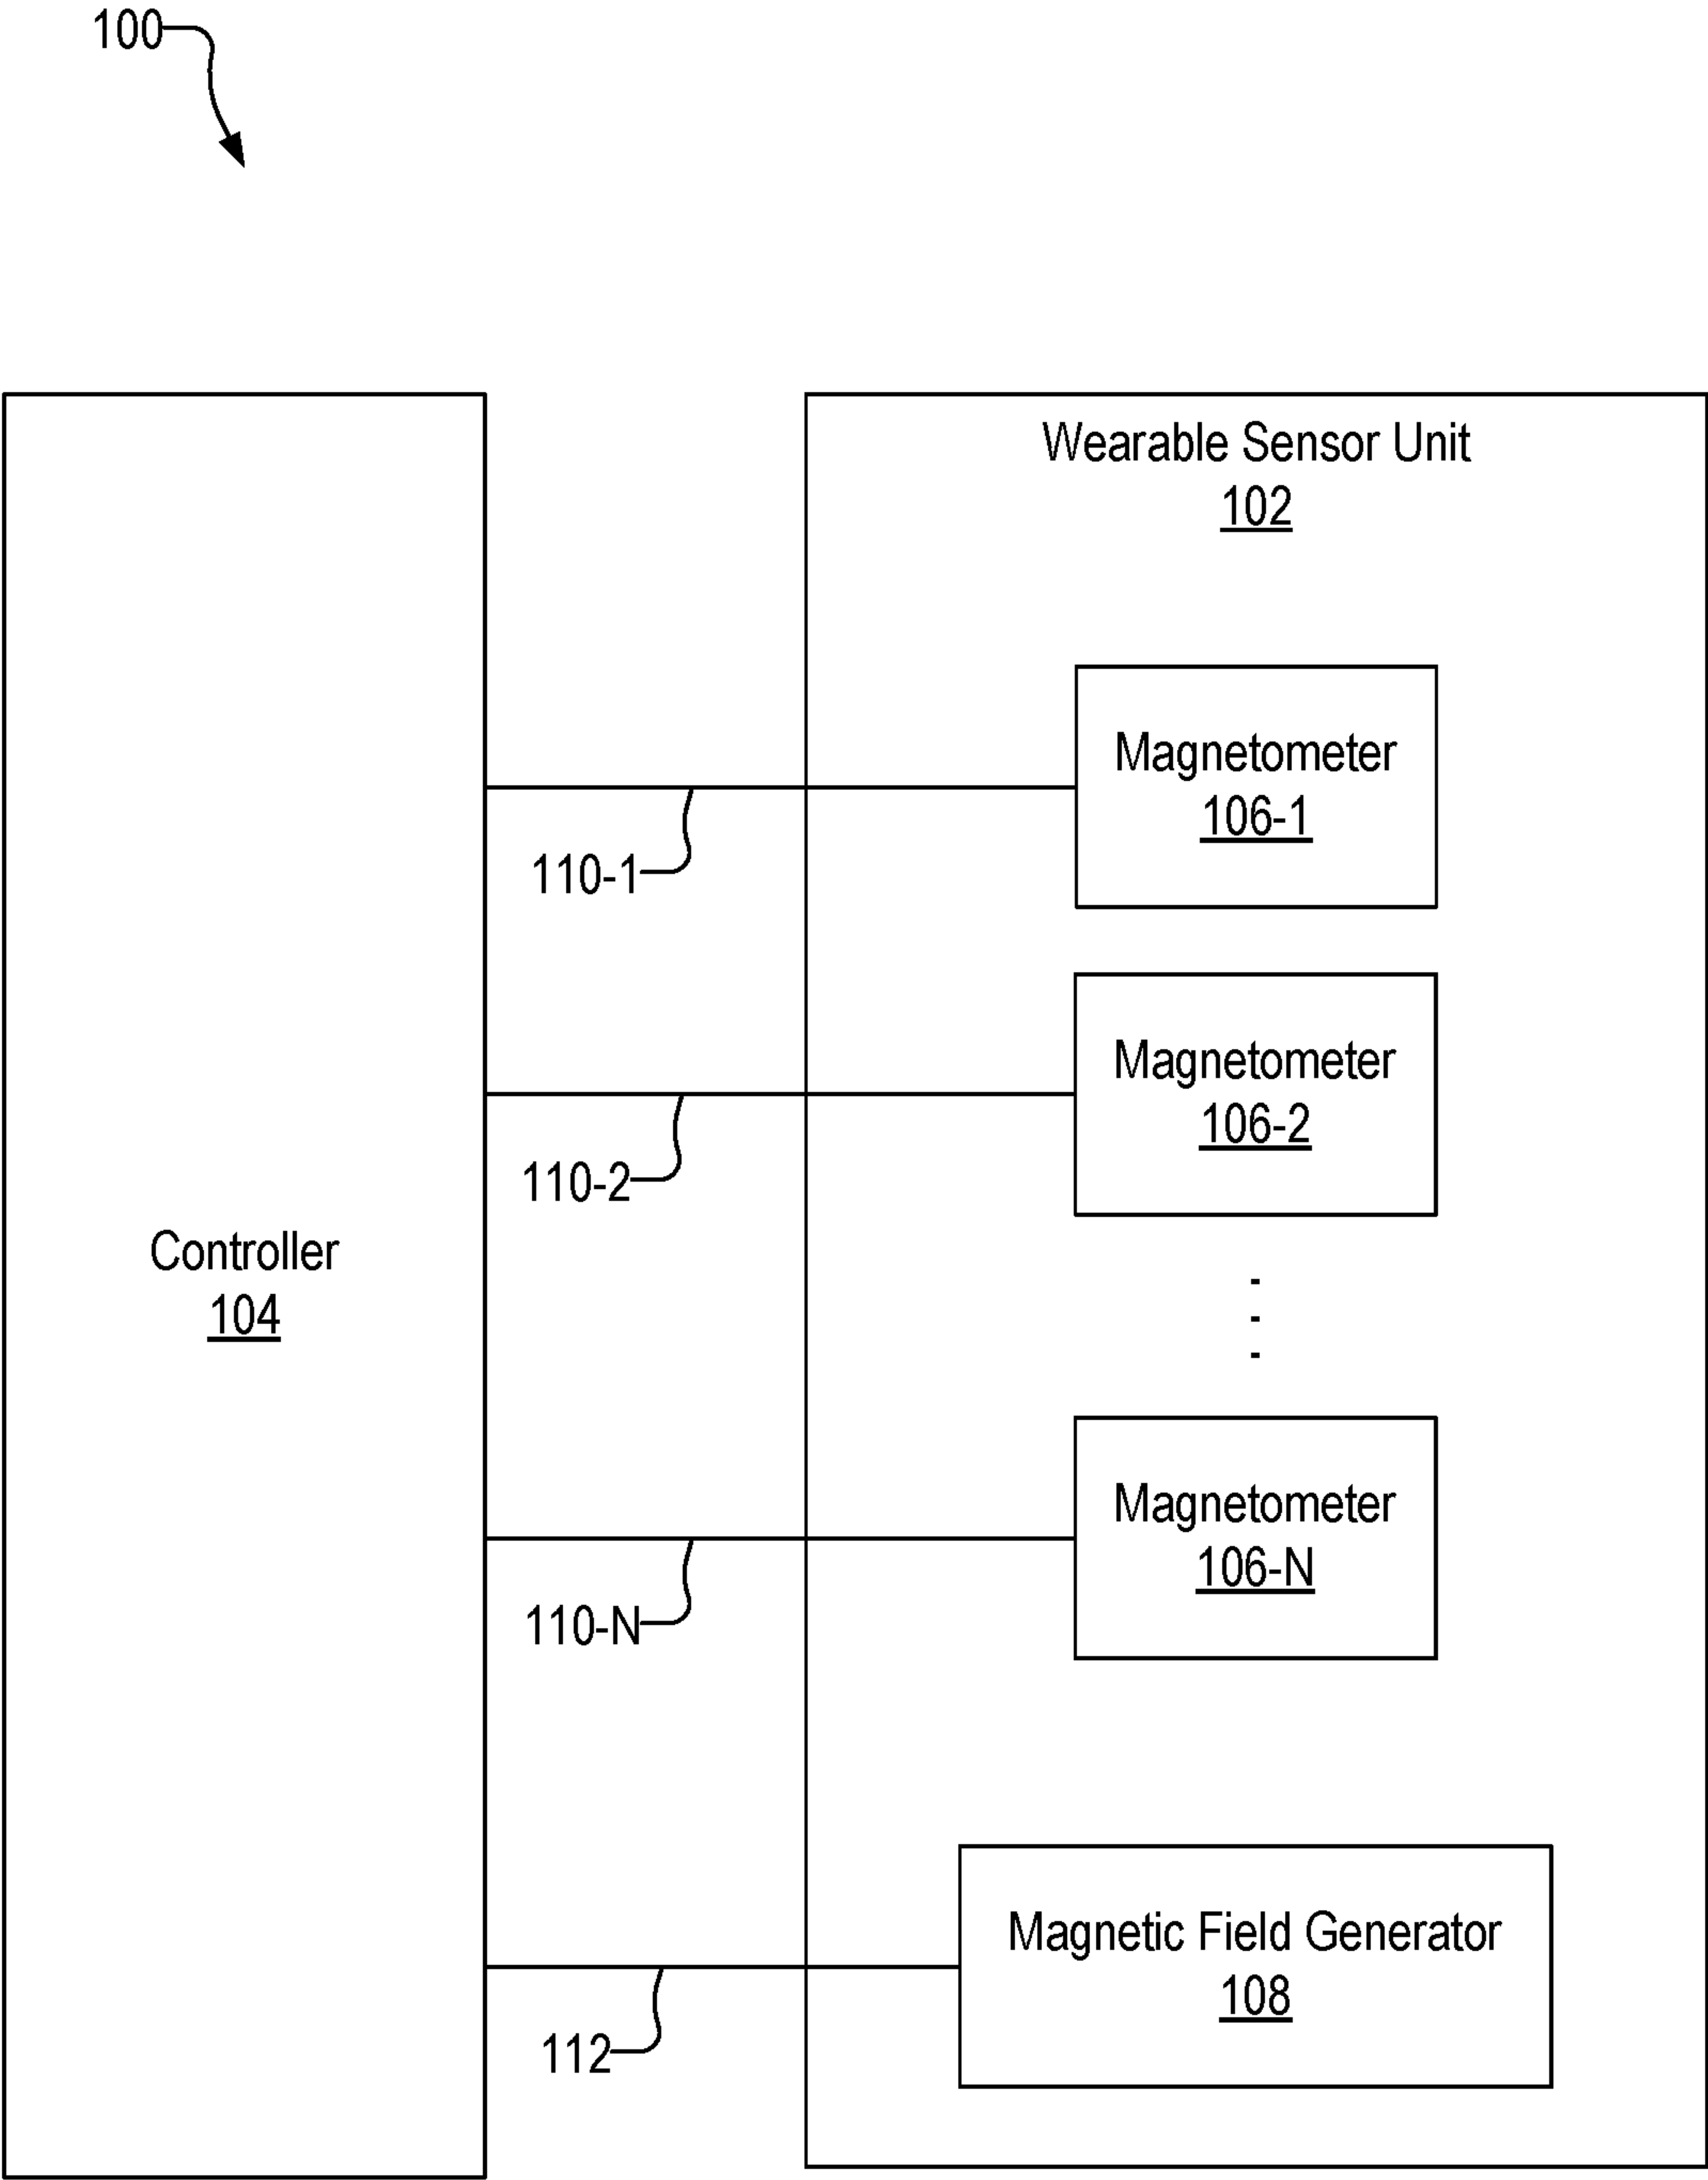 100
Wearable Sensor Unit
102
Magnetometer
106-1
110-1
Magnetometer
106-2
110-2
Controller
104
Magnetometer
106-N
110-N
Magnetic Field Generator
108
112